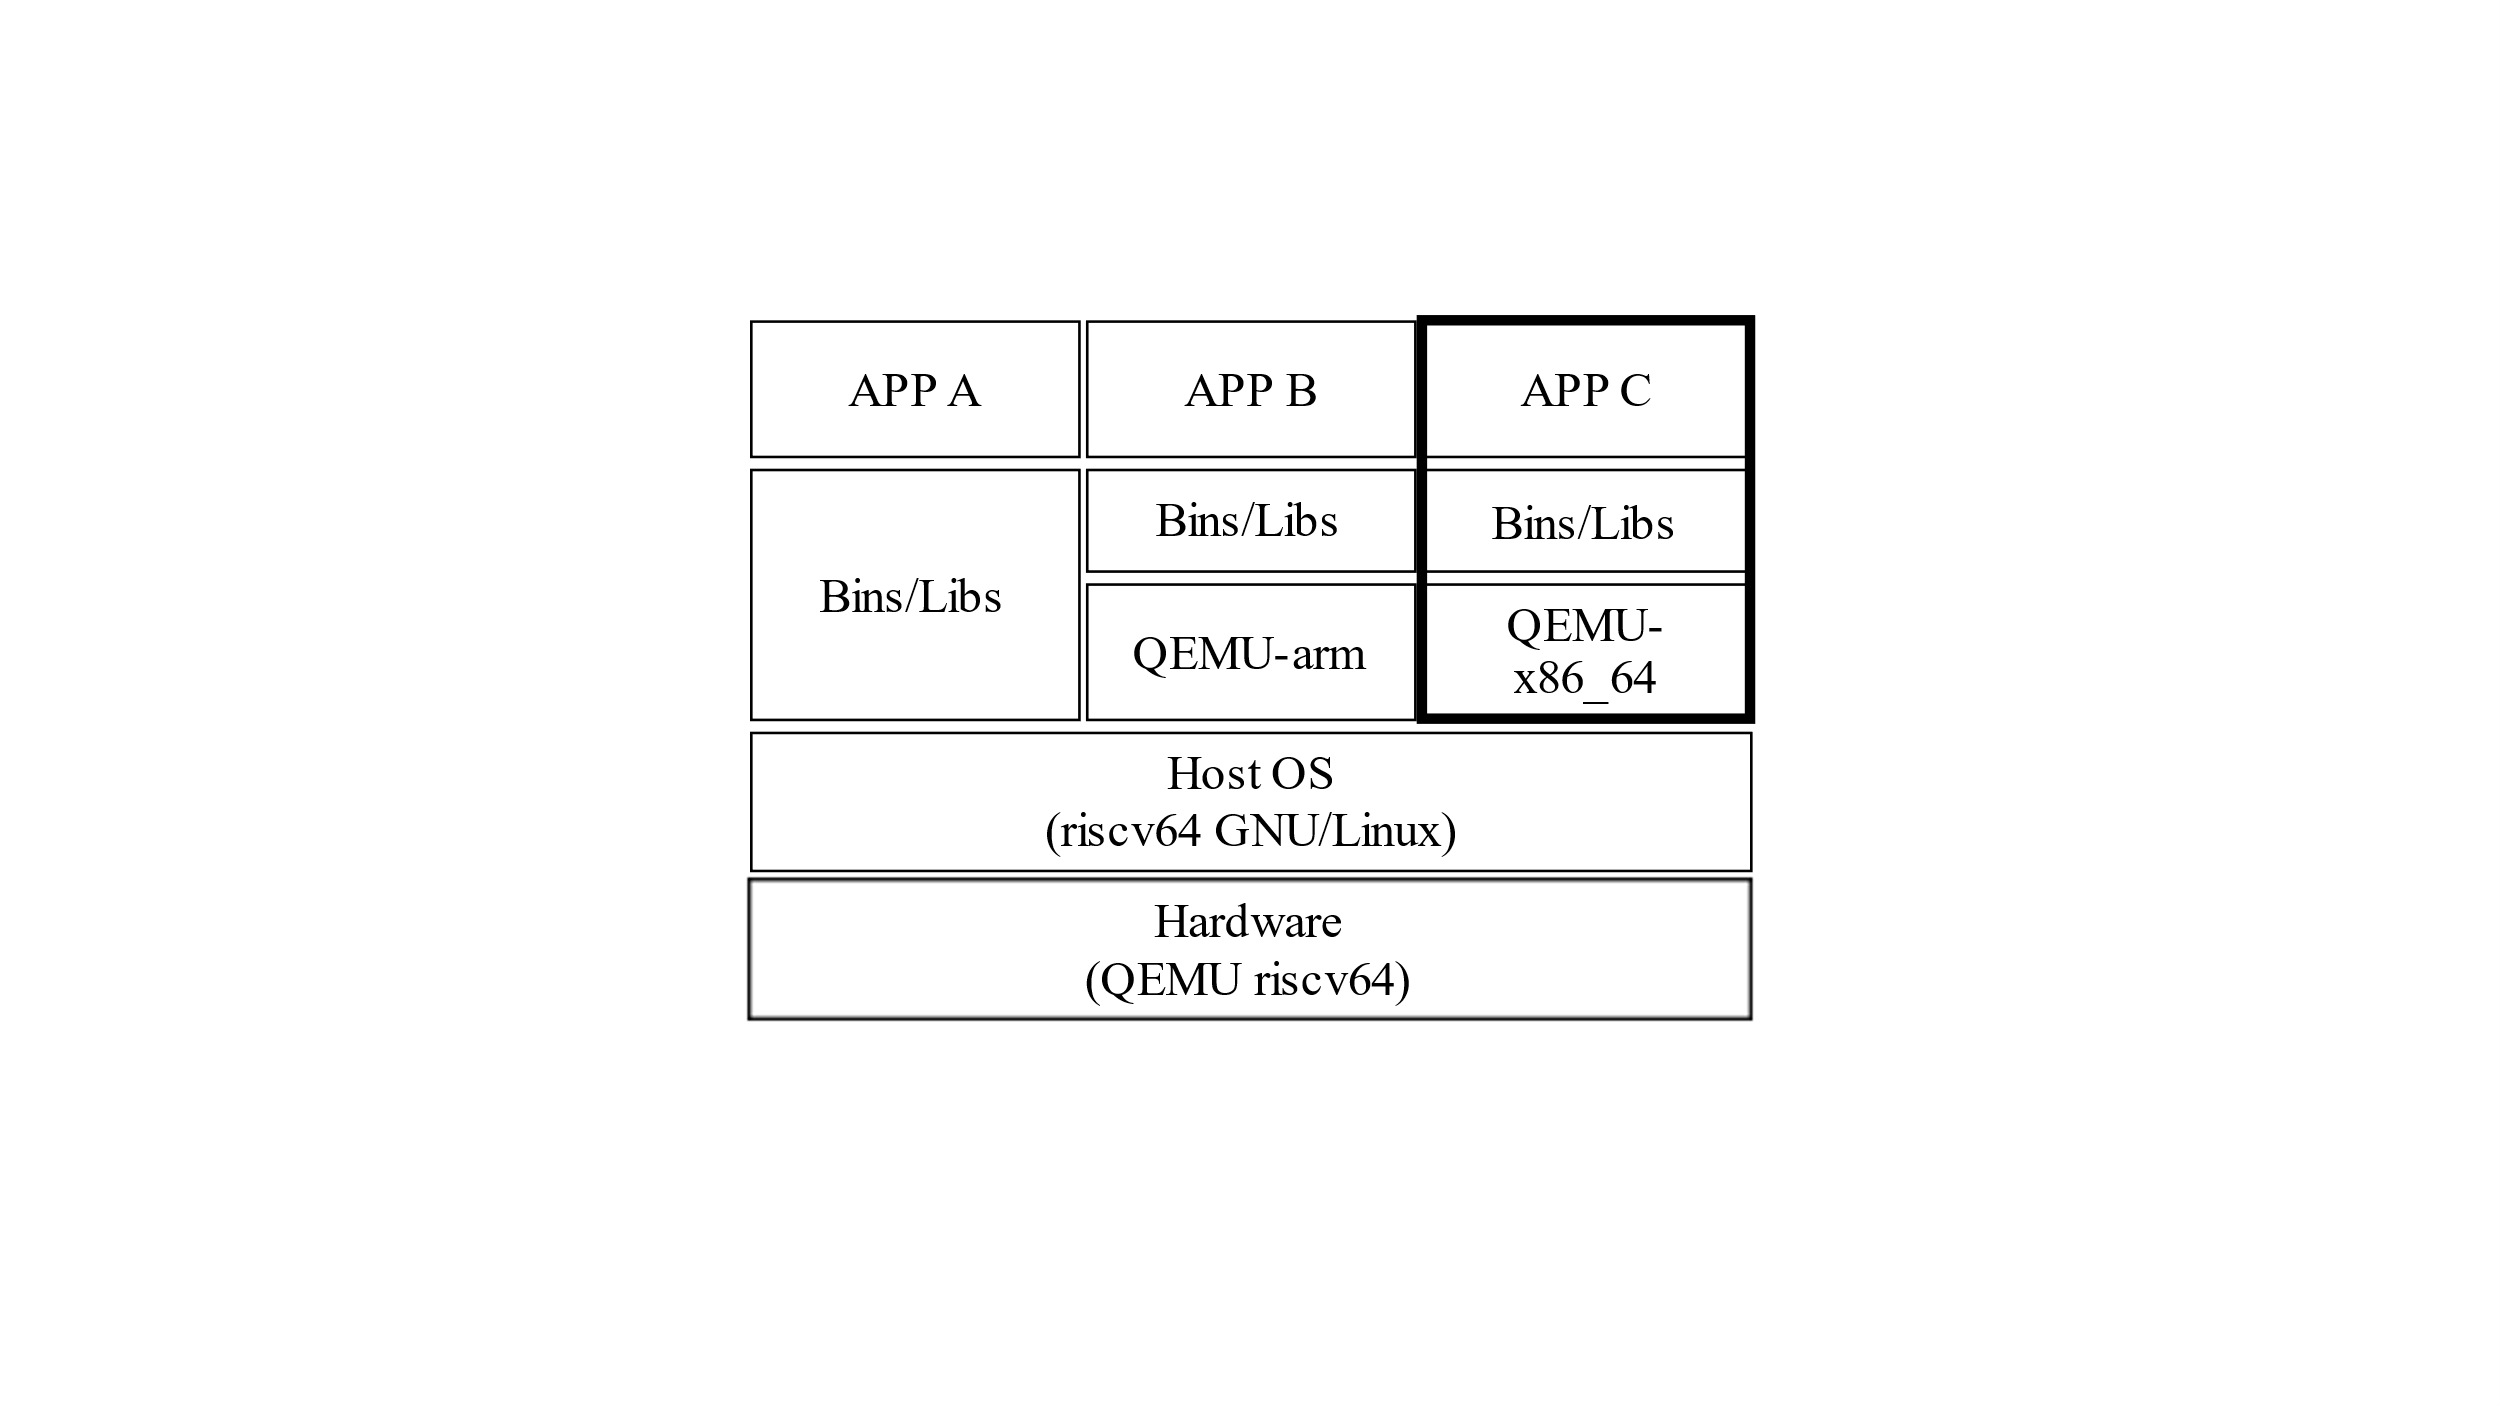 APP A
APP B
APP C
Bins/Libs
Bins/Libs
Bins/Libs
QEMU-arm
QEMU-
x86_64
Host OS
(riscv64 GNU/Linux)
Hardware
(QEMU riscv64)